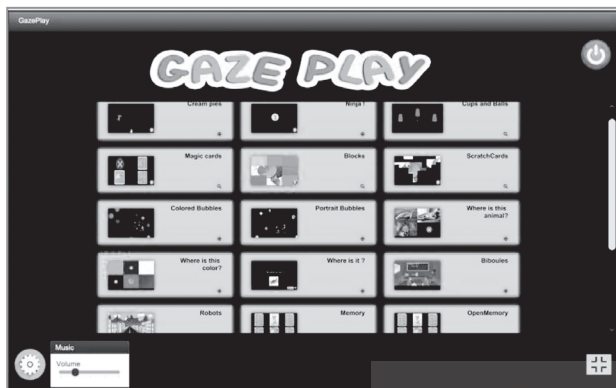 GazePlay
GAZE PLAY
Cream pies
Ninja !
Cups and Balls
Magic cards
Blocks
ScratchCards
Colored Bubbles
Portrait Bubbles
Where is this
animal?
Where is this
color?
Where is it ?
Biboules
Robots
Memory
OpenMemory
Music
Volume